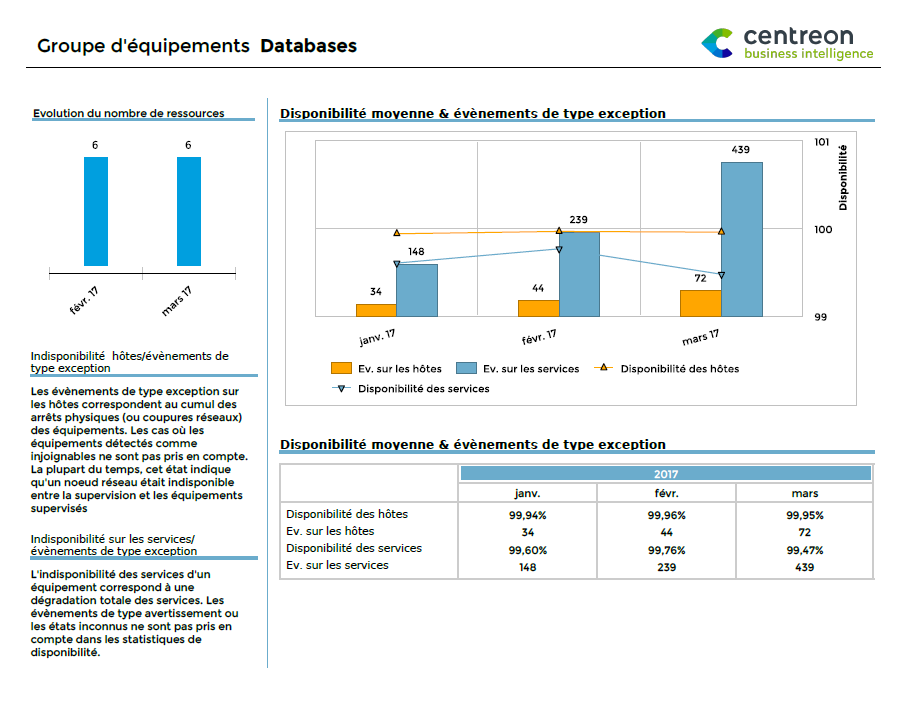 Groupe d'équipements Databases
centreon
business intelligence
Evolution du nombre de ressources
6
6
févr. 17
mars 17
Indisponibilité hôtes/évènements de
type exception
Les évènements de type exception sur
les hôtes correspondent au cumul des
arrêts physiques (ou coupures réseaux)
des équipements. Les cas où les
équipements détectés comme
injoignables ne sont pas pris en compte.
La plupart du temps, cet état indique
qu'un noeud réseau était indisponible
entre la supervision et les équipements
supervisés
Indisponibilité sur les services/
évènements de type exception
L'indisponibilité des services d'un
équipement correspond à une
dégradation totale des services. Les
évènements de type avertissement ou
les états inconnus ne sont pas pris en
compte dans les statistiques de
disponibilité.
Disponibilité moyenne & évènements de type exception
101
100
99
Disponibilité
34
148
44
239
72
439
janv. 17
févr. 17
mars 17
Ev. sur les hôtes
Ev. sur les services
Disponibilité des hôtes
Disponibilité des services
Disponibilité moyenne & évènements de type exception
2017
janv. févr. mars
Disponibilité des hôtes 99,94% 99,96% 99,95%
Ev. sur les hôtes 34 44 72
Disponibilité des services 99,60% 99,76% 99,47%
Ev. sur les services 148 239 439